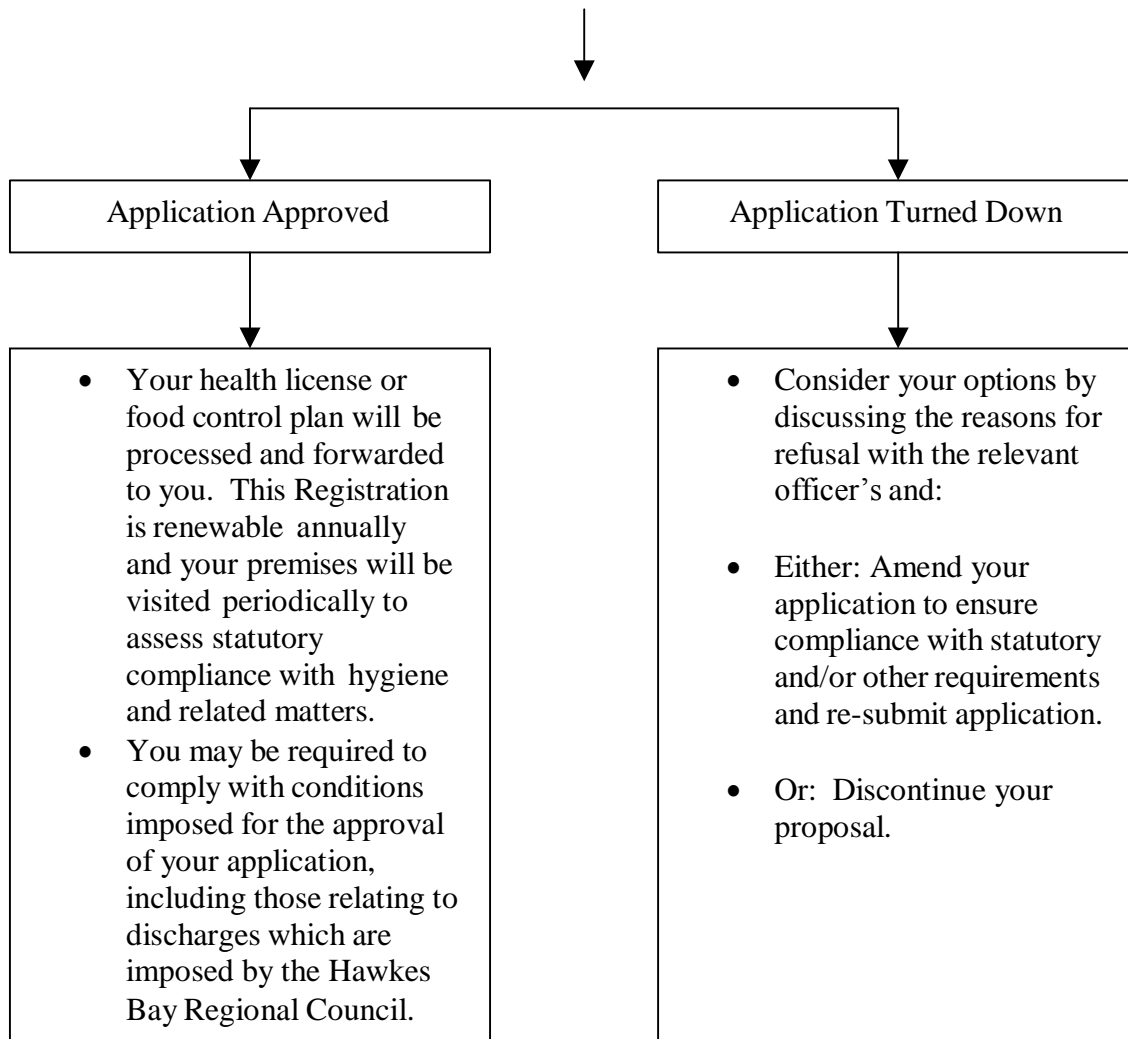 Application Approved
Application Turned Down
• Your health license or
food control plan will be
processed and forwarded
to you. This Registration
is renewable annually
and your premises will be
visited periodically to
assess statutory
compliance with hygiene
and related matters.
• You may be required to
comply with conditions
imposed for the approval
of your application,
including those relating to
discharges which are
imposed by the Hawkes
Bay Regional Council.
• Consider your options by
discussing the reasons for
refusal with the relevant
officer’s and:
• Either: Amend your
application to ensure
compliance with statutory
and/or other requirements
and re-submit application.
• Or: Discontinue your
proposal.